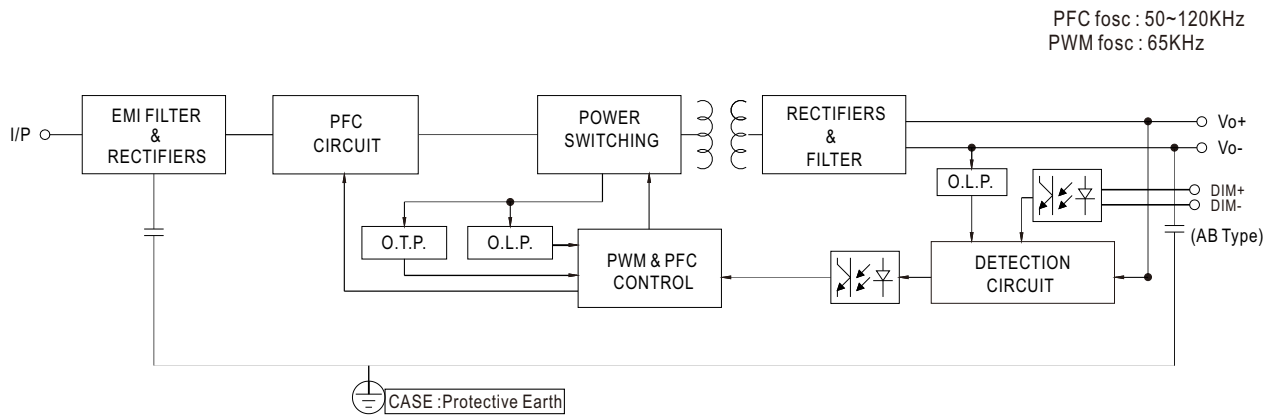 PFC fosc : 50~120KHz
PWM fosc : 65KHz
I/P
EMI FILTER
&
RECTIFIERS
PFC
CIRCUIT
POWER
SWITCHING
RECTIFIERS
&
FILTER
Vo+
Vo-
DIM+
DIM-
(AB Type)
O.L.P.
O.T.P.
O.L.P.
PWM & PFC
CONTROL
DETECTION
CIRCUIT
CASE :Protective Earth